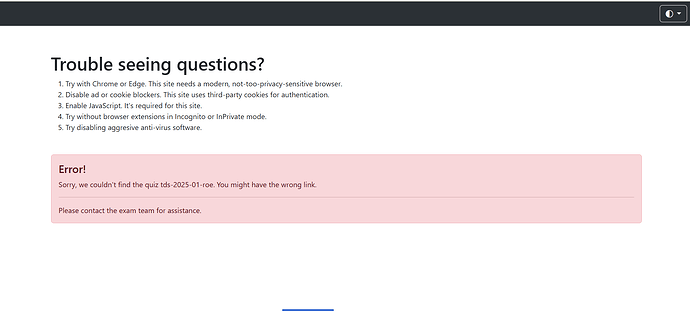 Trouble seeing questions?
1. Try with Chrome or Edge. This site needs a modern, not-too-privacy-sensitive browser.
2. Disable ad or cookie blockers. This site uses third-party cookies for authentication.
3. Enable JavaScript. It's required for this site.
4. Try without browser extensions in Incognito or InPrivate mode.
5. Try disabling aggresive anti-virus software.
Error!
Sorry, we couldn't find the quiz tds-2025-01-roe. You might have the wrong link.
Please contact the exam team for assistance.